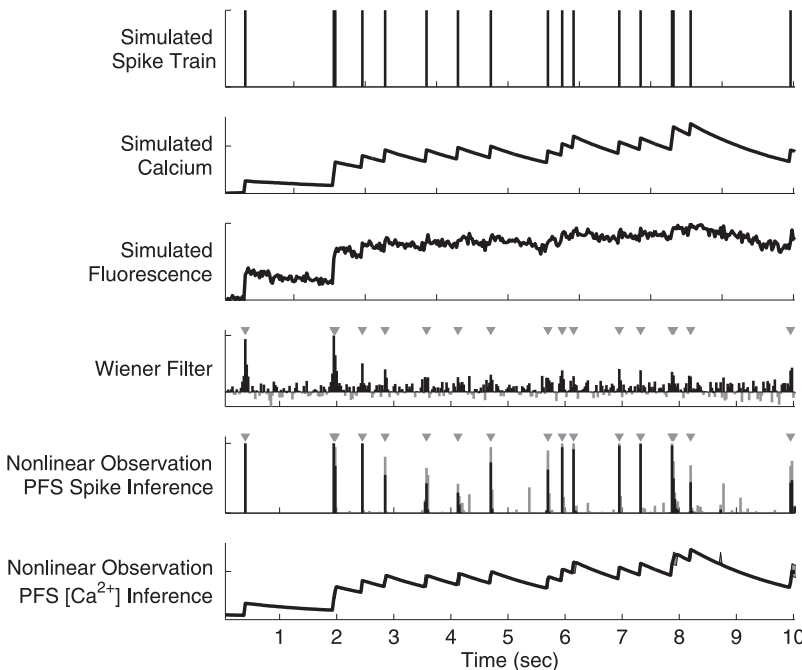 Simulated
Spike Train
Simulated
Calcium
Simulated
Fluorescence
Wiener Filter
Nonlinear Observation
PFS Spike Inference
Nonlinear Observation
PFS [Ca2+] Inference
1 2 3 4 5 6 7 8 9 10
Time (sec)